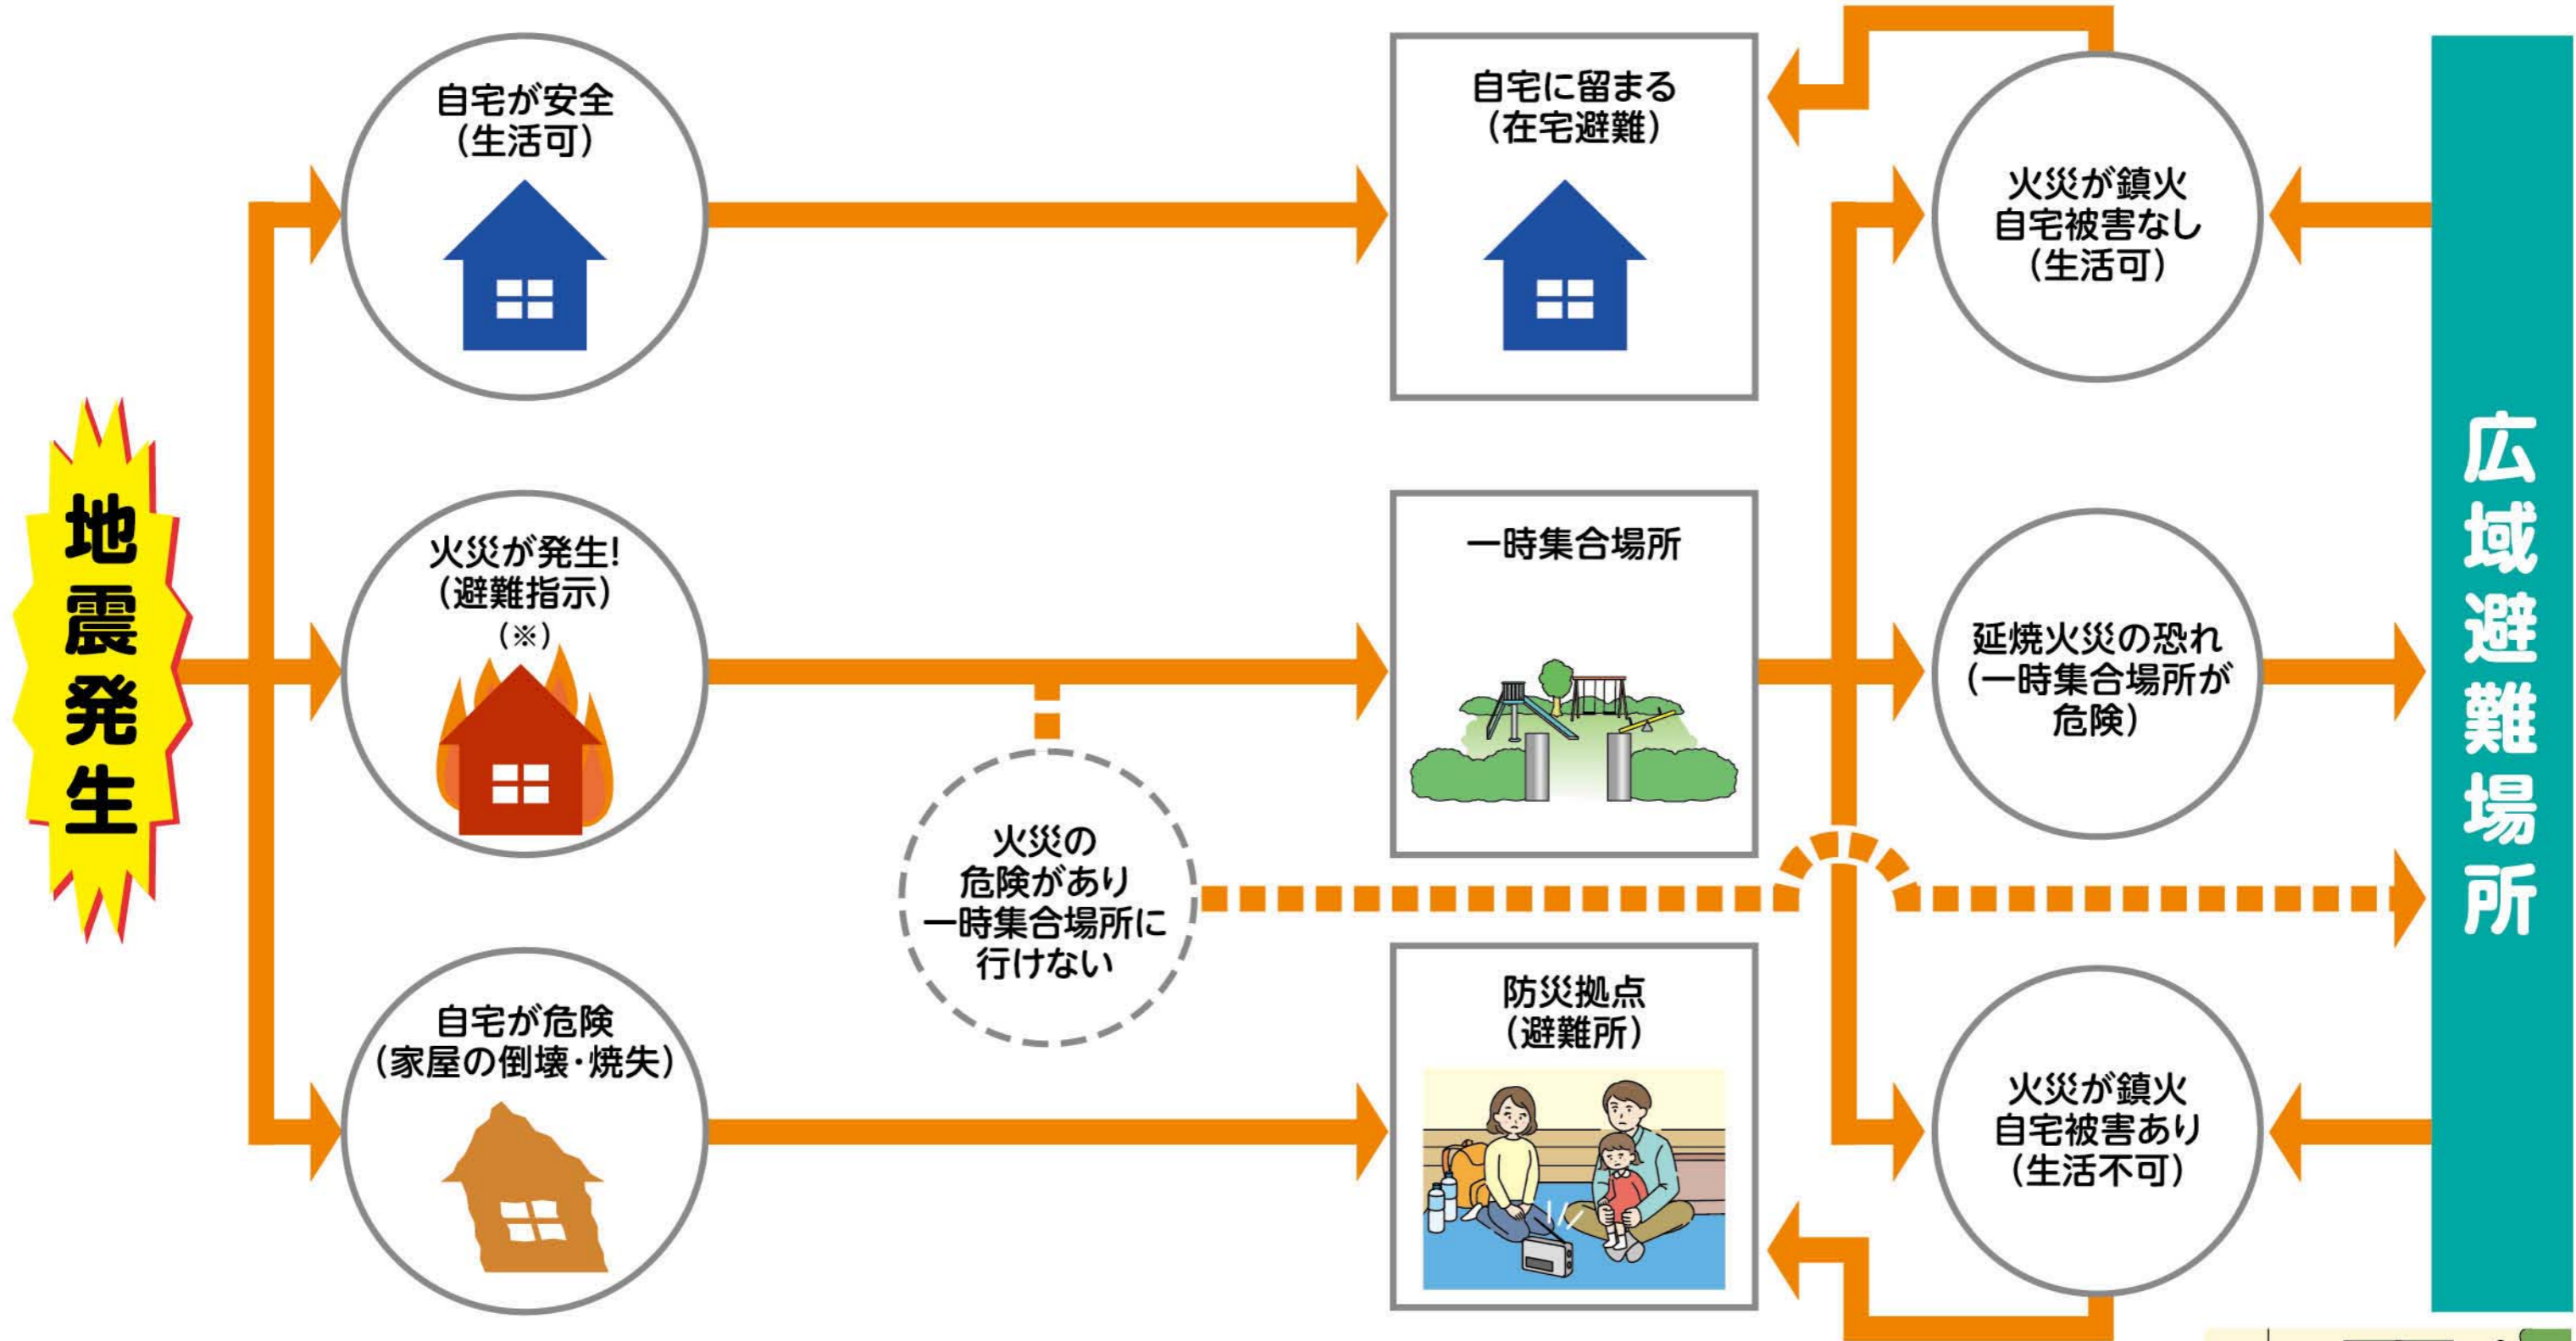 地震発生
自宅が安全
（生活可）
火災が発生!
（避難指示）
（※）
自宅が危険
（家屋の倒壊・焼失）
火災の
危険があり
一時集合場所に
行けない
自宅に留まる
（在宅避難）
一時集合場所
防災拠点
（避難所）
火災が鎮火
自宅被害なし
（生活可）
延焼火災の恐れ
（一時集合場所が
危険）
火災が鎮火
自宅被害あり
（生活不可）
広域避難場所